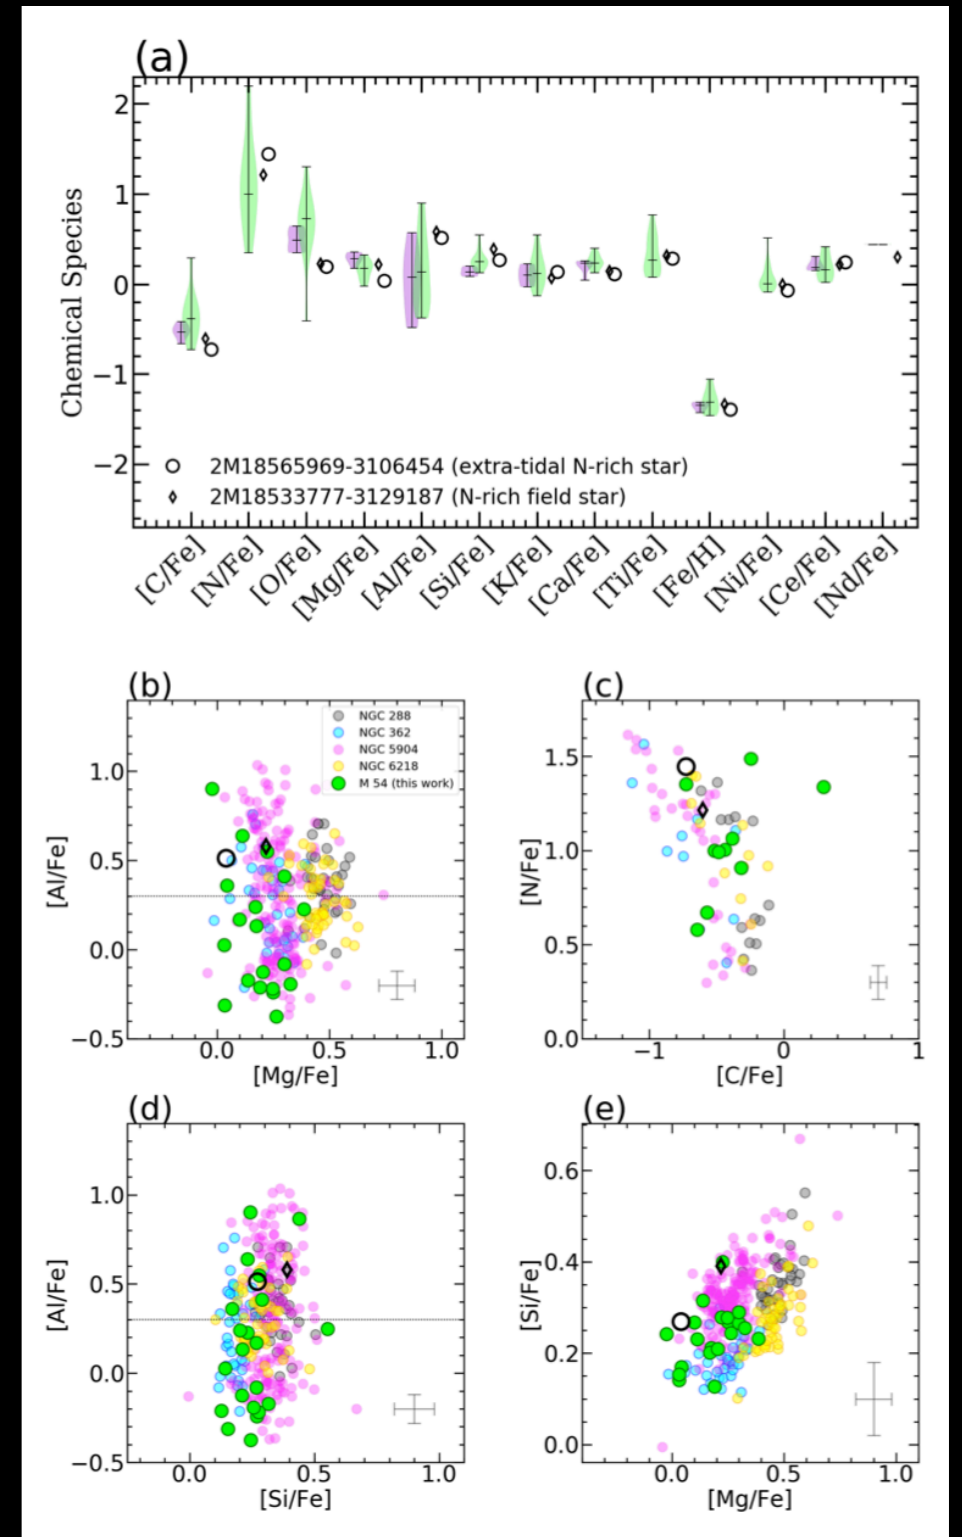 (a)
Chemical Species
2
1
0
−1
−2
2M18565969-3106454 (extra-tidal N-rich star)
2M18533777-3129187 (N-rich field star)
[C/Fe]
[N/Fe]
[O/Fe]
[Mg/Fe]
[Al/Fe]
[Si/Fe]
[K/Fe]
[Ca/Fe]
[Ti/Fe]
[Fe/H]
[Ni/Fe]
[Ce/Fe]
[Nd/Fe]
(b)
NGC 288
NGC 362
NGC 5904
NGC 6218
M 54 (this work)
[Al/Fe]
1.0
0.5
0.0
−0.5
0.0 0.5 1.0
[Mg/Fe]
(c)
[N/Fe]
1.5
1.0
0.5
0.0
−1 0 1
[C/Fe]
(d)
[Al/Fe]
1.0
0.5
0.0
−0.5
0.0 0.5 1.0
[Si/Fe]
(e)
[Si/Fe]
0.6
0.4
0.2
0.0
0.0 0.5 1.0
[Mg/Fe]